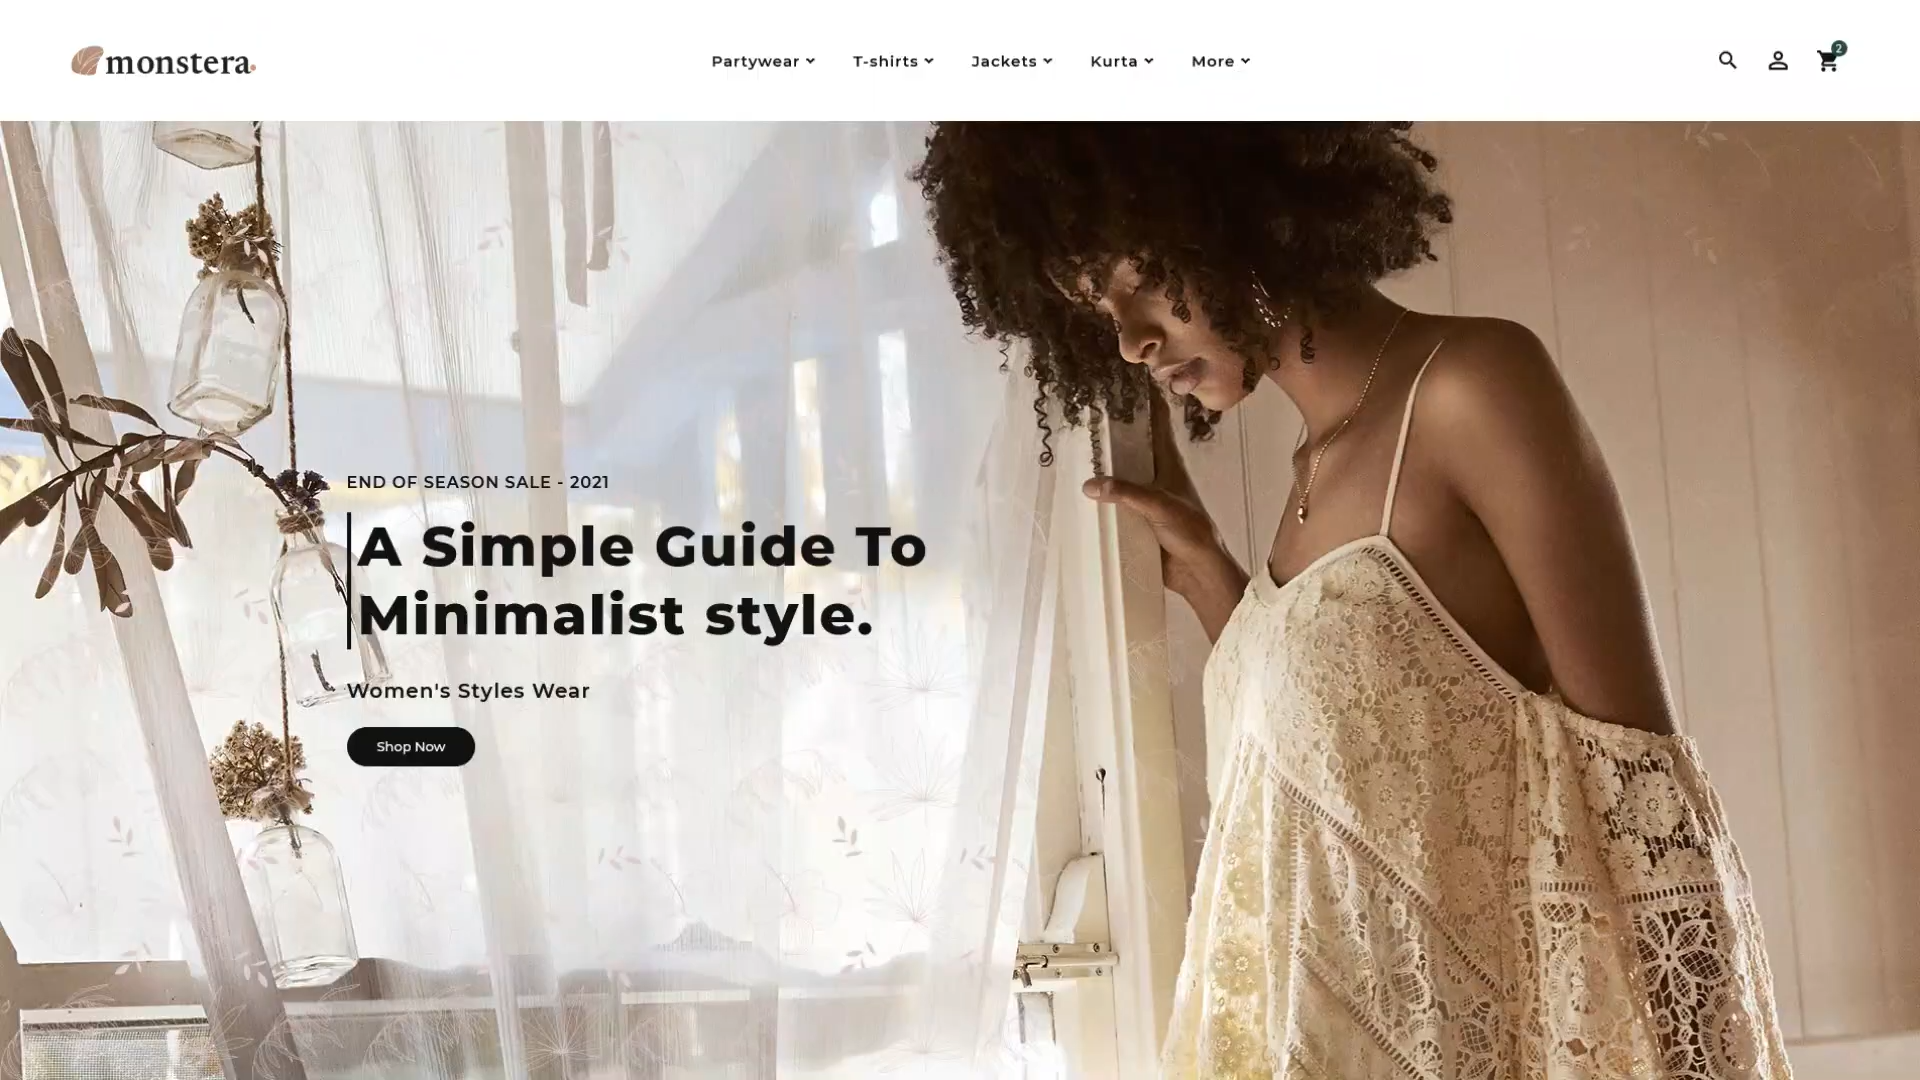 monstera.
Partywear T-shirts Jackets Kurta More
2
END OF SEASON SALE - 2021
A Simple Guide To
Minimalist style.
Women's Styles Wear
Shop Now